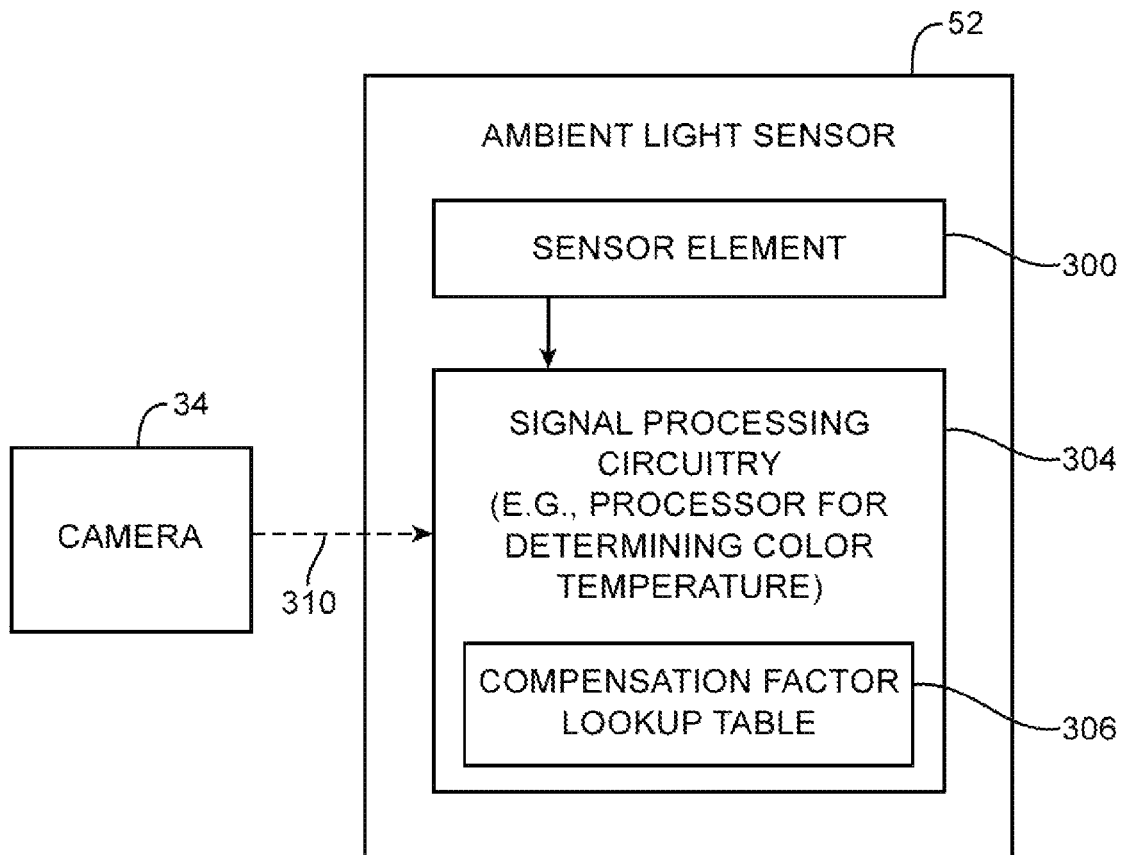 52
AMBIENT LIGHT SENSOR
SENSOR ELEMENT
300
34
CAMERA
310
SIGNAL PROCESSING
CIRCUITRY
(E.G., PROCESSOR FOR
DETERMINING COLOR
TEMPERATURE)
304
COMPENSATION FACTOR
LOOKUP TABLE
306